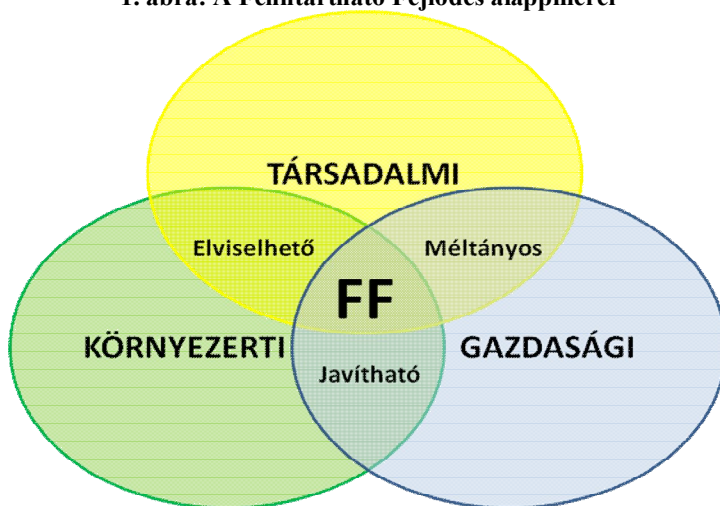 1. ábra: A Fenntartható Fejlődés alappillérei
TÁRSADALMI
Elviselhető Méltányos
FF
KÖRNYEZERTI GAZDASÁGI
Javítható